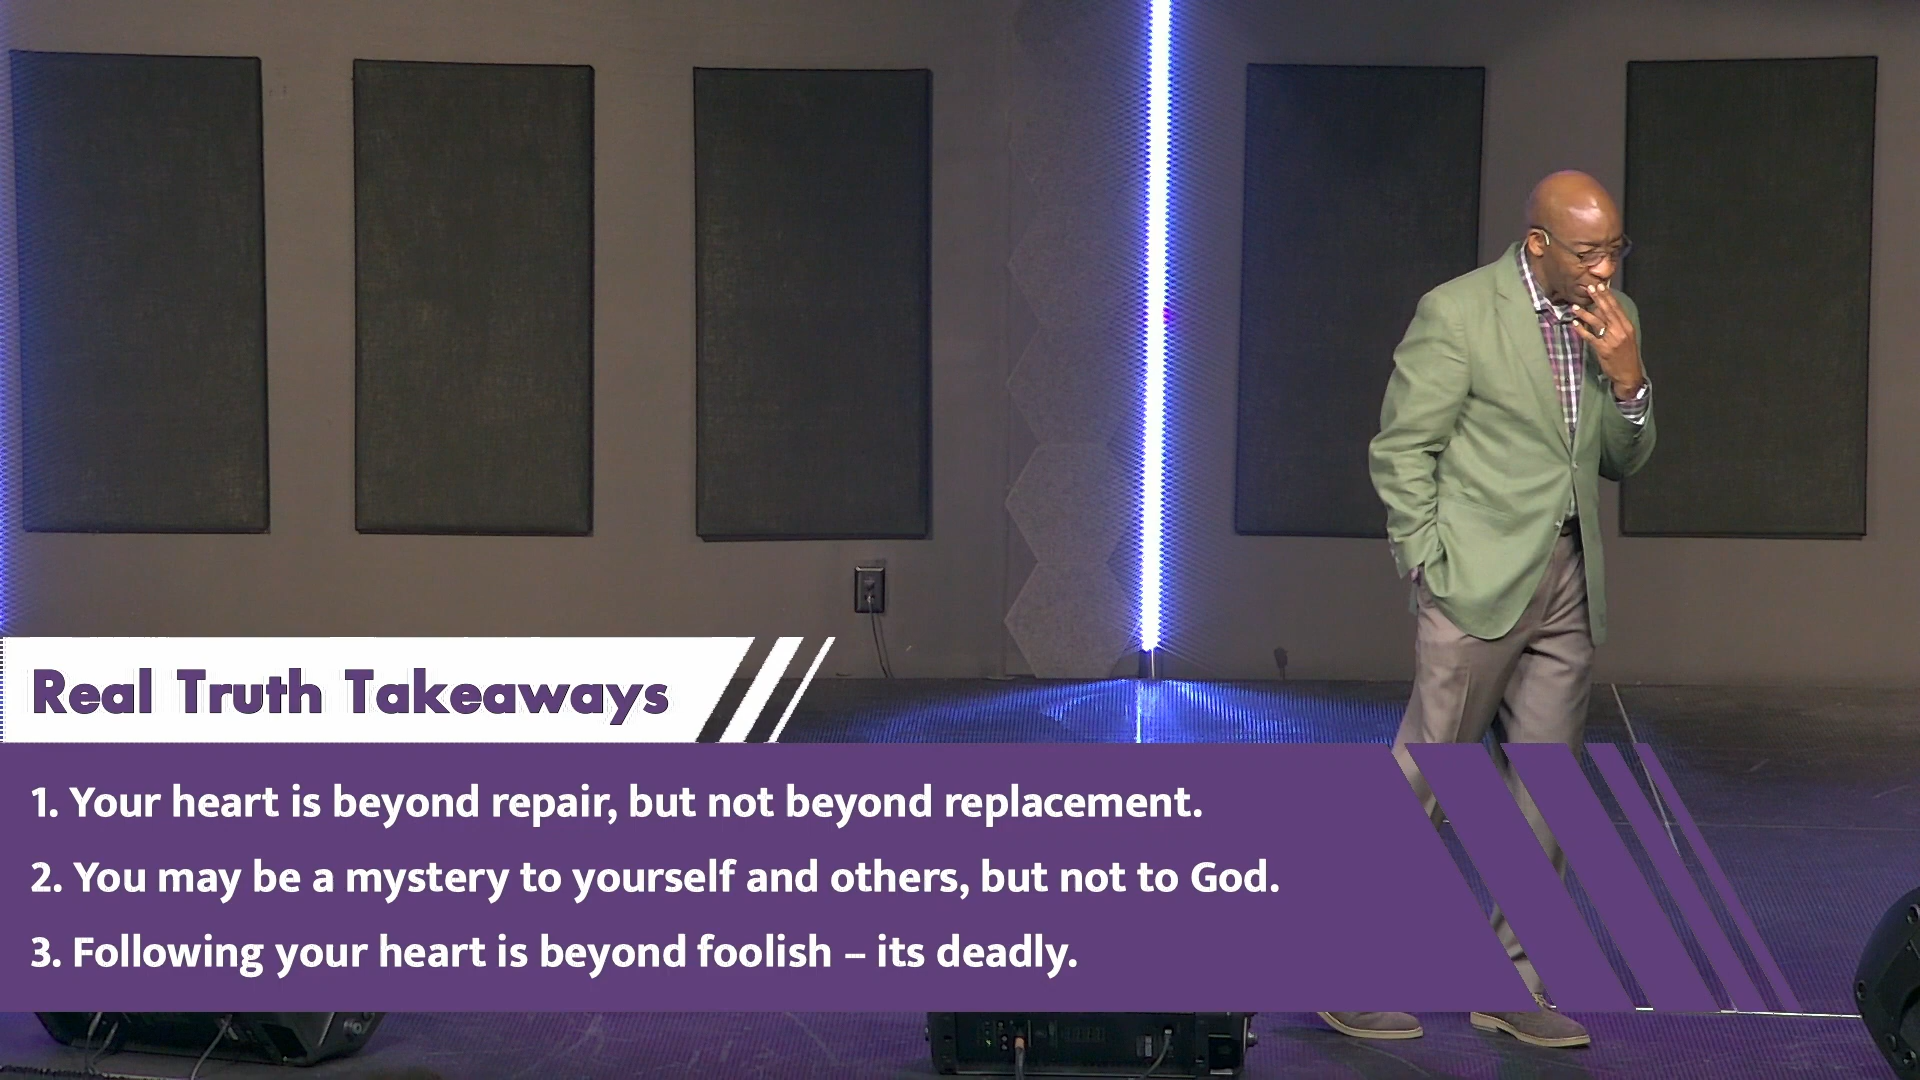 Real Truth Takeaways
1. Your heart is beyond repair, but not beyond replacement.
2. You may be a mystery to yourself and others, but not to God.
3. Following your heart is beyond foolish – its deadly.